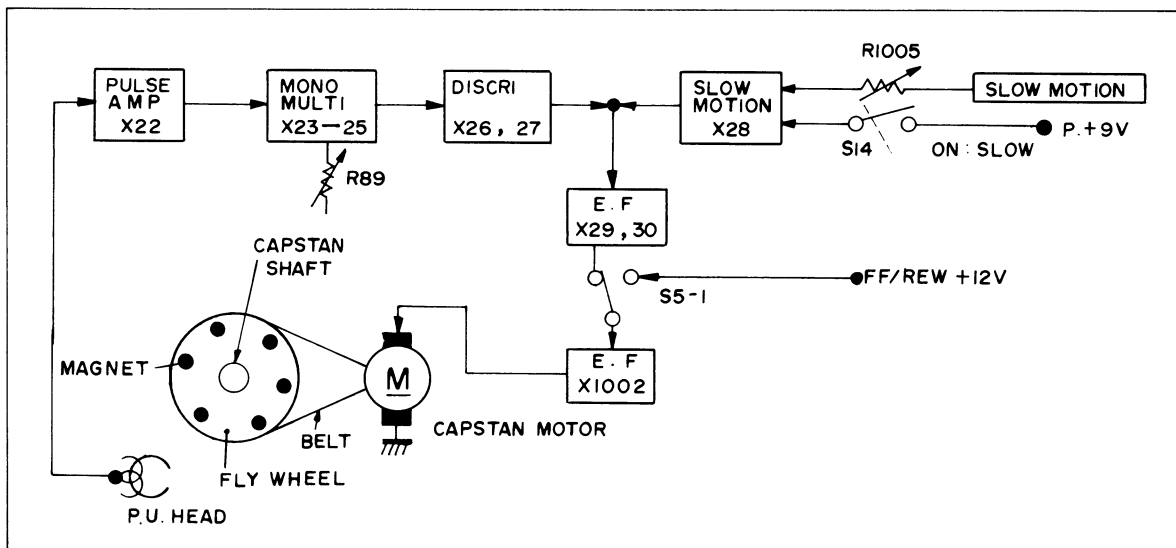 PULSE
AMP
X22
MONO
MULTI
X23-25
DISCRI
X26, 27
SLOW
MOTION
X28
R1005
SLOW MOTION
S14
ON : SLOW
P.+9V
R89
E.F
X29, 30
CAPSTAN
SHAFT
S5-1
FF/REW +12V
MAGNET
M
E.F
X1002
BELT
CAPSTAN MOTOR
FLY WHEEL
P.U. HEAD